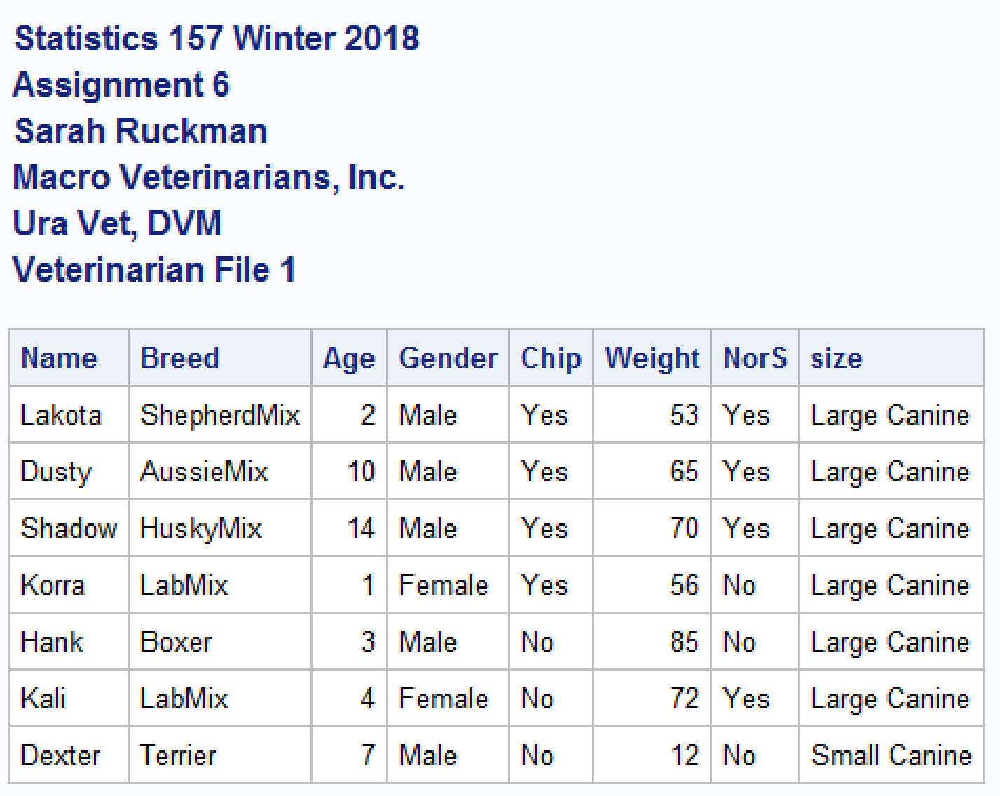 Statistics 157 Winter 2018
Assignment 6
Sarah Ruckman
Macro Veterinarians, Inc.
Ura Vet, DVM
Veterinarian File 1
Name Breed Age Gender Chip Weight NorS size
Lakota ShepherdMix 2 Male Yes 53 Yes Large Canine
Dusty AussieMix 10 Male Yes 65 Yes Large Canine
Shadow HuskyMix 14 Male Yes 70 Yes Large Canine
Korra LabMix 1 Female Yes 56 No Large Canine
Hank Boxer 3 Male No 85 No Large Canine
Kali LabMix 4 Female No 72 Yes Large Canine
Dexter Terrier 7 Male No 12 No Small Canine